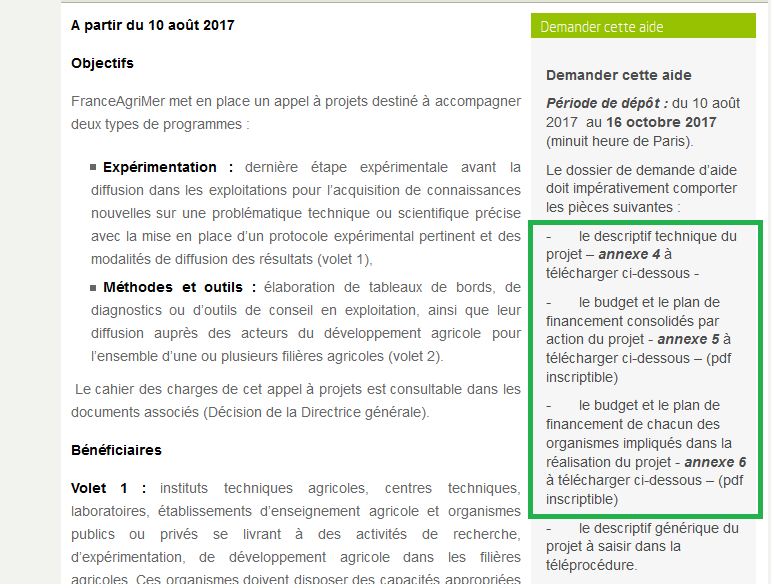 A partir du 10 août 2017
Objectifs
FranceAgriMer met en place un appel à projets destiné à accompagner
deux types de programmes :
Expérimentation : dernière étape expérimentale avant la
diffusion dans les exploitations pour l'acquisition de connaissances
nouvelles sur une problématique technique ou scientifique précise
avec la mise en place d'un protocole expérimental pertinent et des
modalités de diffusion des résultats (volet 1),
Méthodes et outils : élaboration de tableaux de bords, de
diagnostics ou d'outils de conseil en exploitation, ainsi que leur
diffusion auprès des acteurs du développement agricole pour
l'ensemble d'une ou plusieurs filières agricoles (volet 2).
Le cahier des charges de cet appel à projets est consultable dans les
documents associés (Décision de la Directrice générale).
Bénéficiaires
Volet 1 : instituts techniques agricoles, centres techniques,
laboratoires, établissements d'enseignement agricole et organismes
publics ou privés se livrant à des activités de recherche,
d'expérimentation, de développement agricole dans les filières
agricoles. Ces organismes doivent disposer des capacités appropriées
Demander cette aide
Demander cette aide
Période de dépôt : du 10 août
2017 au 16 octobre 2017
(minuit heure de Paris).
Le dossier de demande d'aide
doit impérativement comporter
les pièces suivantes :
- le descriptif technique du
projet – annexe 4 à
télécharger ci-dessous -
- le budget et le plan de
financement consolidés par
action du projet - annexe 5 à
télécharger ci-dessous – (pdf
inscriptible)
- le budget et le plan de
financement de chacun des
organismes impliqués dans la
réalisation du projet - annexe 6
à télécharger ci-dessous – (pdf
inscriptible)
- le descriptif générique du
projet à saisir dans la
téléprocédure.